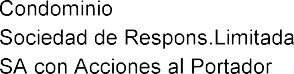 Condominio
Sociedad de Respons.Limitada
SA con Acciones al Portador